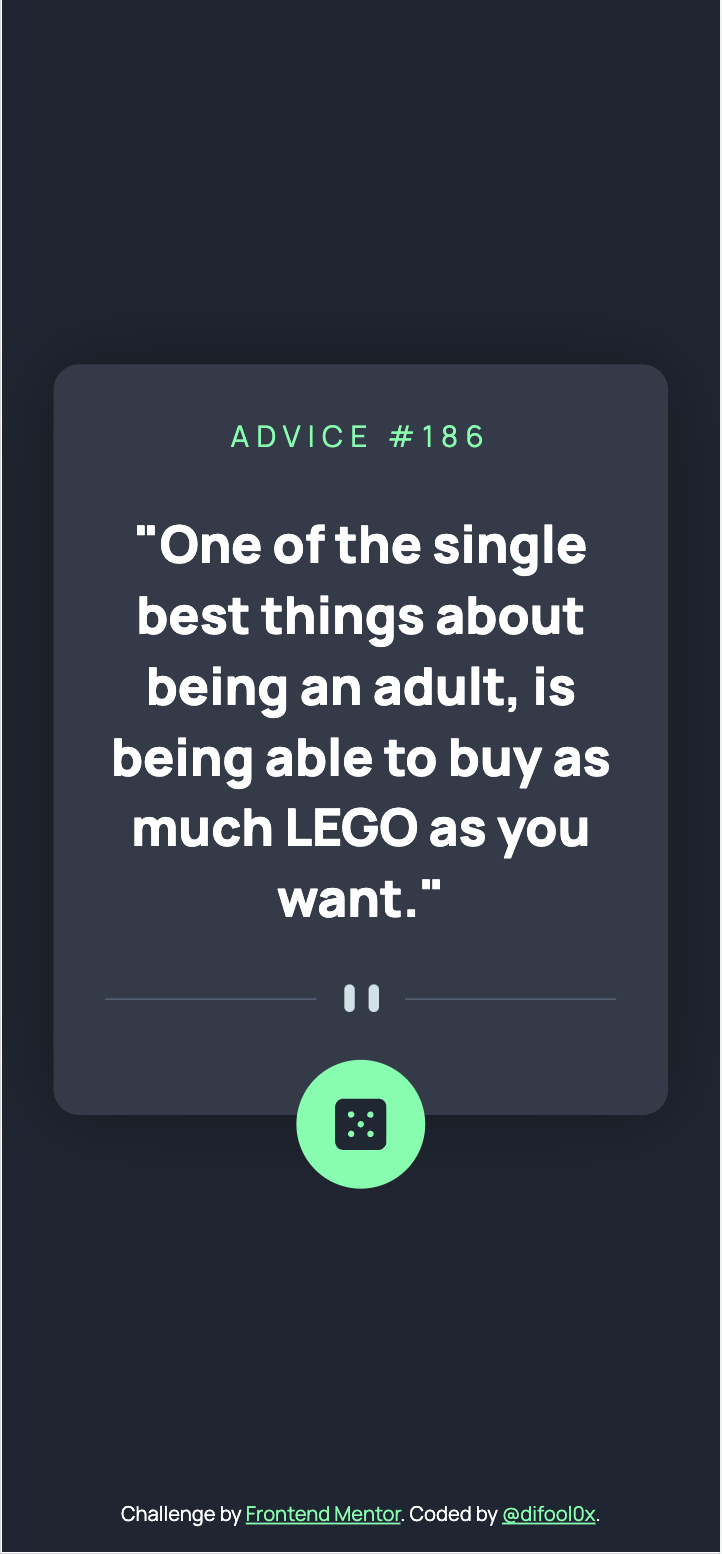 ADVICE #186
"One of the single
best things about
being an adult, is
being able to buy as
much LEGO as you
want."
Challenge by Frontend Mentor. Coded by @difool0x.